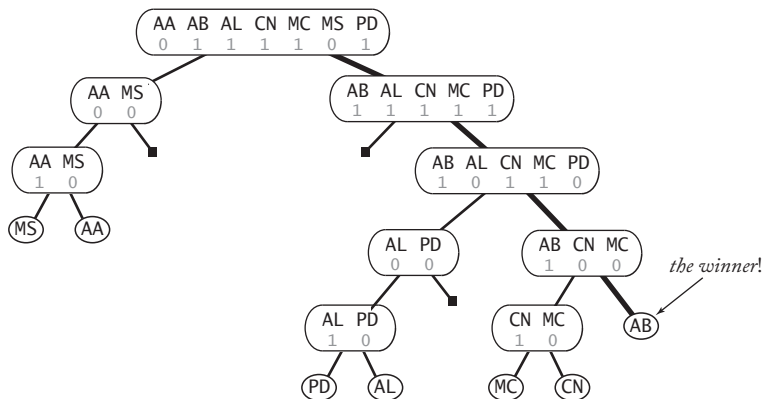 AA AB AL CN MC MS PD
0 1 1 1 1 0 1
AA MS
0 0
AB AL CN MC PD
1 1 1 1 1
AA MS
1 0
AB AL CN MC PD
1 0 1 1 0
MS AA
AL PD
0 0
AB CN MC
1 0 0
the winner!
AL PD
1 0
CN MC
1 0
AB
PD AL MC CN